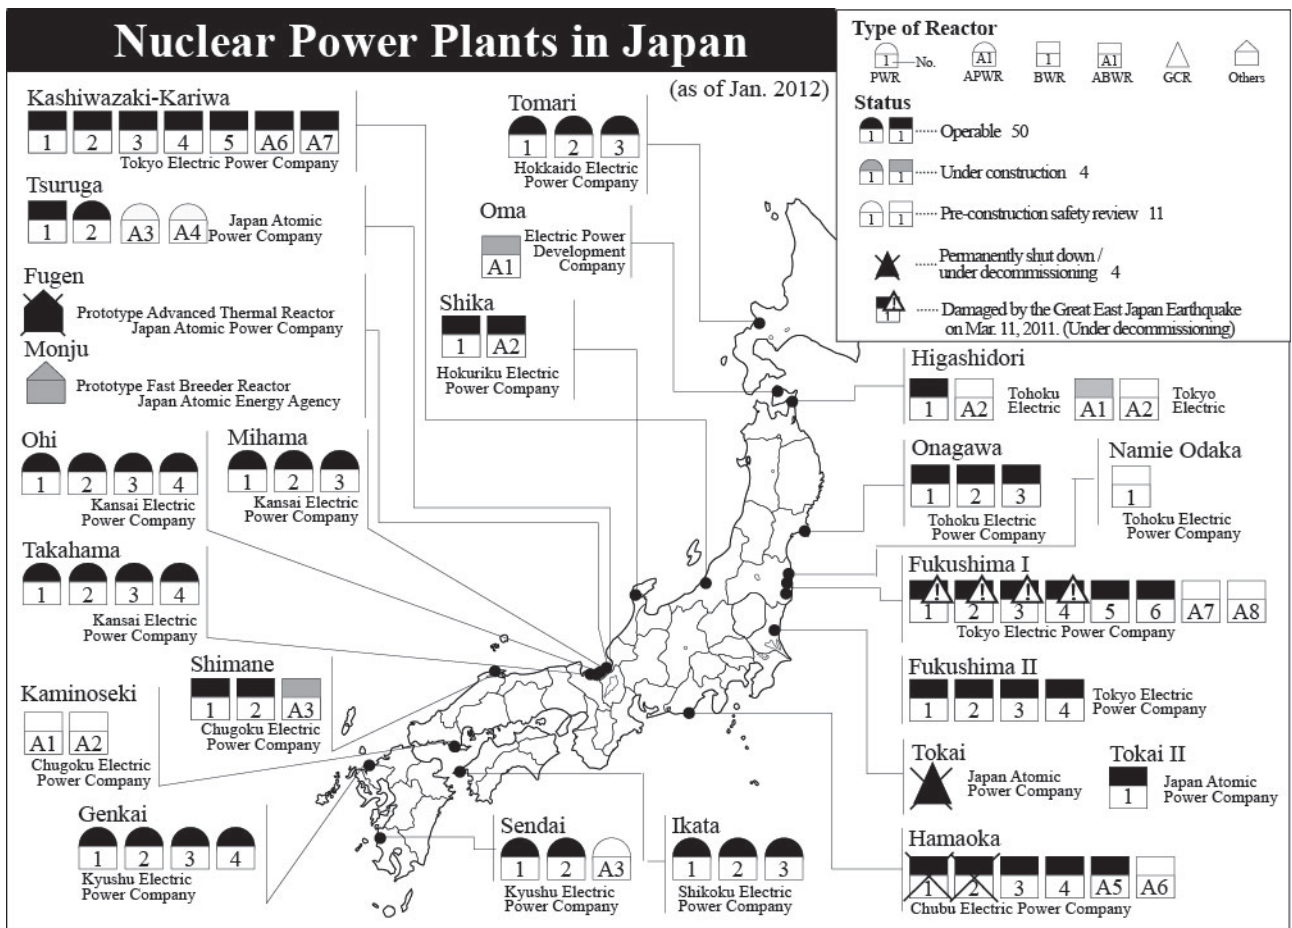 Nuclear Power Plants in Japan
(as of Jan. 2012)
Type of Reactor
1 No. A1 1 A1
PWR APWR BWR ABWR GCR Others
Status
1 1 Operable 50
1 1 Under construction 4
1 1 Pre-construction safety review 11
Permanently shut down /
under decommissioning 4
1 ! Damaged by the Great East Japan Earthquake
on Mar. 11, 2011. (Under decommissioning)
Kashiwazaki-Kariwa
1 2 3 4 5 A6 A7
Tokyo Electric Power Company
Tsuruga
1 2 A3 A4
Japan Atomic
Power Company
Fugen
Prototype Advanced Thermal Reactor
Japan Atomic Power Company
Monju
Prototype Fast Breeder Reactor
Japan Atomic Energy Agency
Ohi
1 2 3 4
Kansai Electric
Power Company
Mihama
1 2 3
Kansai Electric
Power Company
Takahama
1 2 3 4
Kansai Electric
Power Company
Shimane
1 2 A3
Chugoku Electric
Power Company
Kaminoseki
A1 A2
Chugoku Electric
Power Company
Genkai
1 2 3 4
Kyushu Electric
Power Company
Tomari
1 2 3
Hokkaido Electric
Power Company
Oma
A1
Electric Power
Development
Company
Shika
1 A2
Hokuriku Electric
Power Company
Higashidori
1 A2
Tohoku
Electric
A1 A2
Tokyo
Electric
Onagawa
1 2 3
Tohoku Electric
Power Company
Namie Odaka
1
Tohoku Electric
Power Company
Fukushima I
! ! ! !
1 2 3 4 5 6 A7 A8
Tokyo Electric Power Company
Fukushima II
1 2 3 4
Tokyo Electric
Power Company
Tokai
Japan Atomic
Power Company
Tokai II
1
Japan Atomic
Power Company
Hamaoka
1 2 3 4 A5 A6
Chubu Electric Power Company
Sendai
1 2 A3
Kyushu Electric
Power Company
Ikata
1 2 3
Shikoku Electric
Power Company